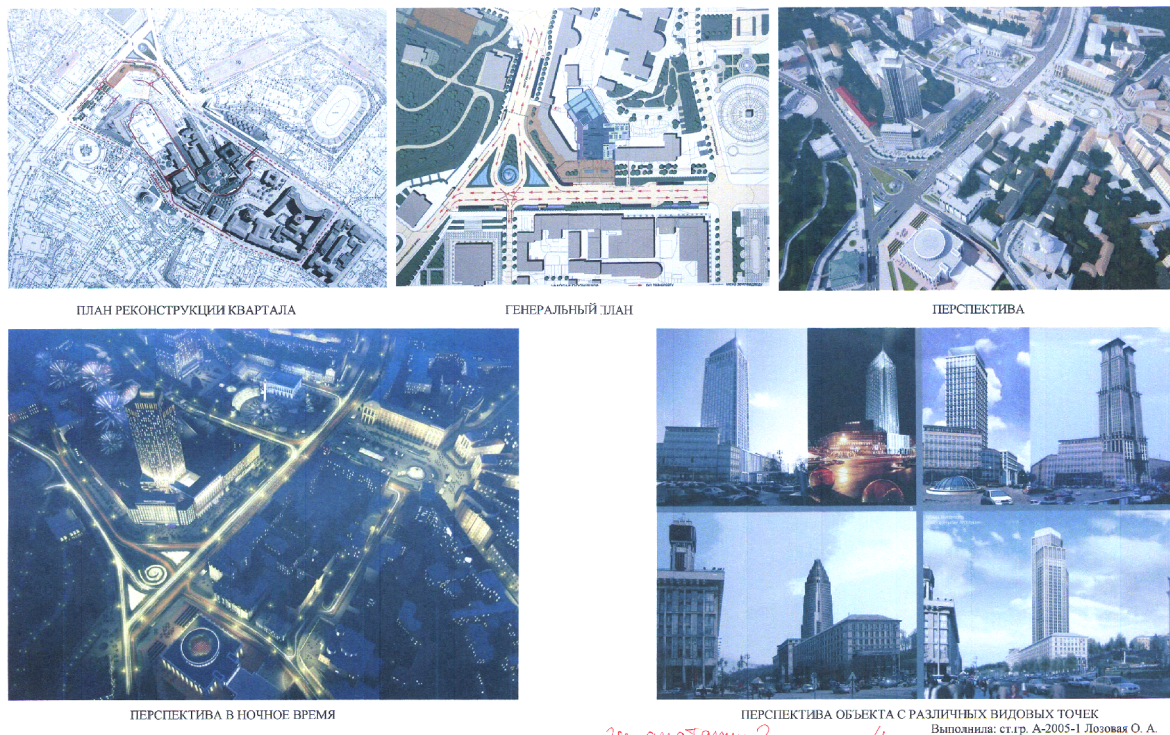 ПЛАН РЕКОНСТРУКЦИИ КВАРТАЛА
ГЕНЕРАЛЬНЫЙ ПЛАН
ПЕРСПЕКТИВА
ПЕРСПЕКТИВА В НОЧНОЕ ВРЕМЯ
ПЕРСПЕКТИВА ОБЪЕКТА С РАЗЛИЧНЫХ ВИДОВЫХ ТОЧЕК
Выполнила: ст.гр. А-2005-1 Лозовая О. А.